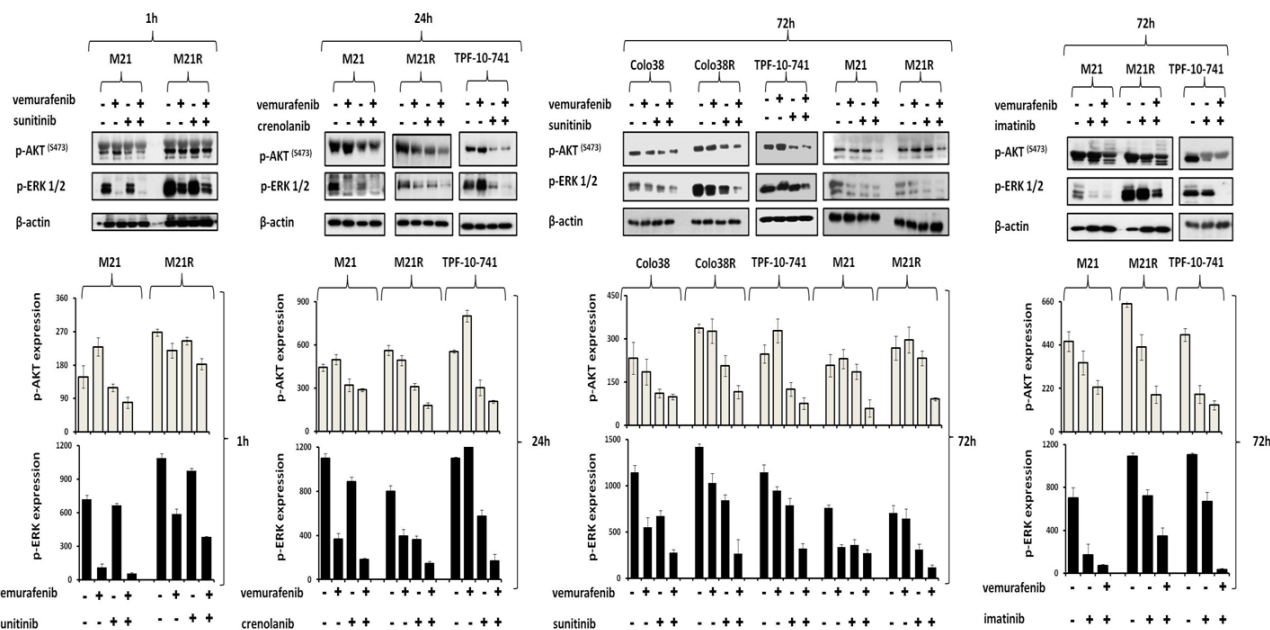 1h 24h 72h 72h
M21 M21R M21 M21R TPF-10-741 Colo38 Colo38R TPF-10-741 M21 M21R M21 M21R TPF-10-741
vemurafenib - + - + - + - + vemurafenib - + - + - + - + - + - + vemurafenib - + - + - + - + - + - + - + - + - + - + vemurafenib - - + - - + - - +
sunitinib - - + + - - + + crenolanib - - + + - - + + - - + + sunitinib - - + + - - + + - - + + - - + + - - + + imatinib - + + - + + - + +
p-AKT (S473) p-AKT (S473) p-AKT (S473) p-AKT (S473)
p-ERK 1/2 p-ERK 1/2 p-ERK 1/2 p-ERK 1/2
β-actin β-actin β-actin β-actin
M21 M21R M21 M21R TPF-10-741 Colo38 Colo38R TPF-10-741 M21 M21R M21 M21R TPF-10-741
p-AKT expression p-AKT expression p-AKT expression p-AKT expression
360 900 450 660
270 600 300 440
180 300 150 220
90 0 0 0
0
1h 24h 72h 72h
p-ERK expression p-ERK expression p-ERK expression p-ERK expression
1200 1200 1500 1200
900 900 1000 800
600 600 500 400
300 300 0 0
0 0
vemurafenib - + - + - + - + vemurafenib - + - + - + - + - + - + vemurafenib - + - + - + - + - + - + - + - + - + - + vemurafenib - - + - - + - - +
sunitinib - - + + - - + + crenolanib - - + + - - + + - - + + sunitinib - - + + - - + + - - + + - - + + - - + + imatinib - + + - + + - + +